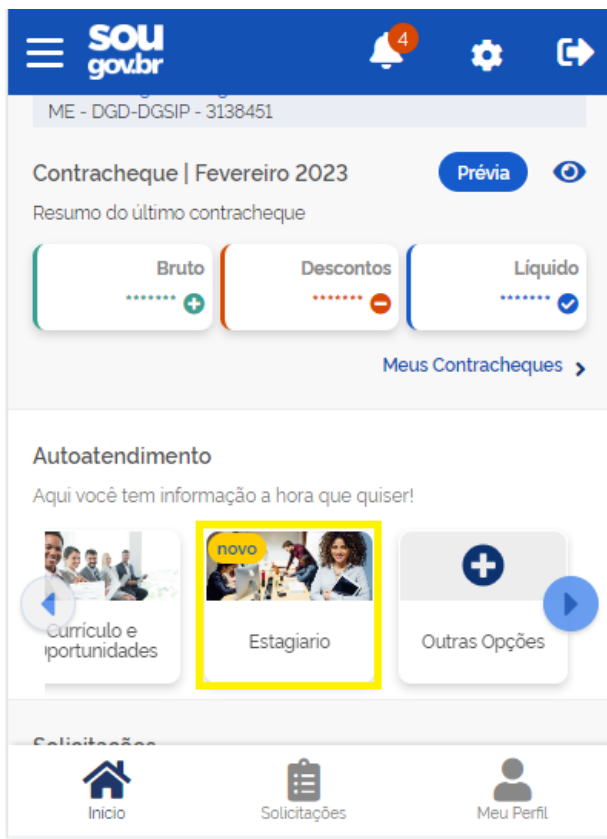 sou
gov.br
4
ME - DGD-DGSIP - 3138451
Contracheque | Fevereiro 2023
Prévia
Resumo do último contracheque
Bruto
*******
Descontos
*******
Líquido
*******
Meus Contracheques
Autoatendimento
Aqui você tem informação a hora que quiser!
Currículo e
portunidades
novo
Estagiario
Outras Opções
Solicitações
Início
Solicitações
Meu Perfil